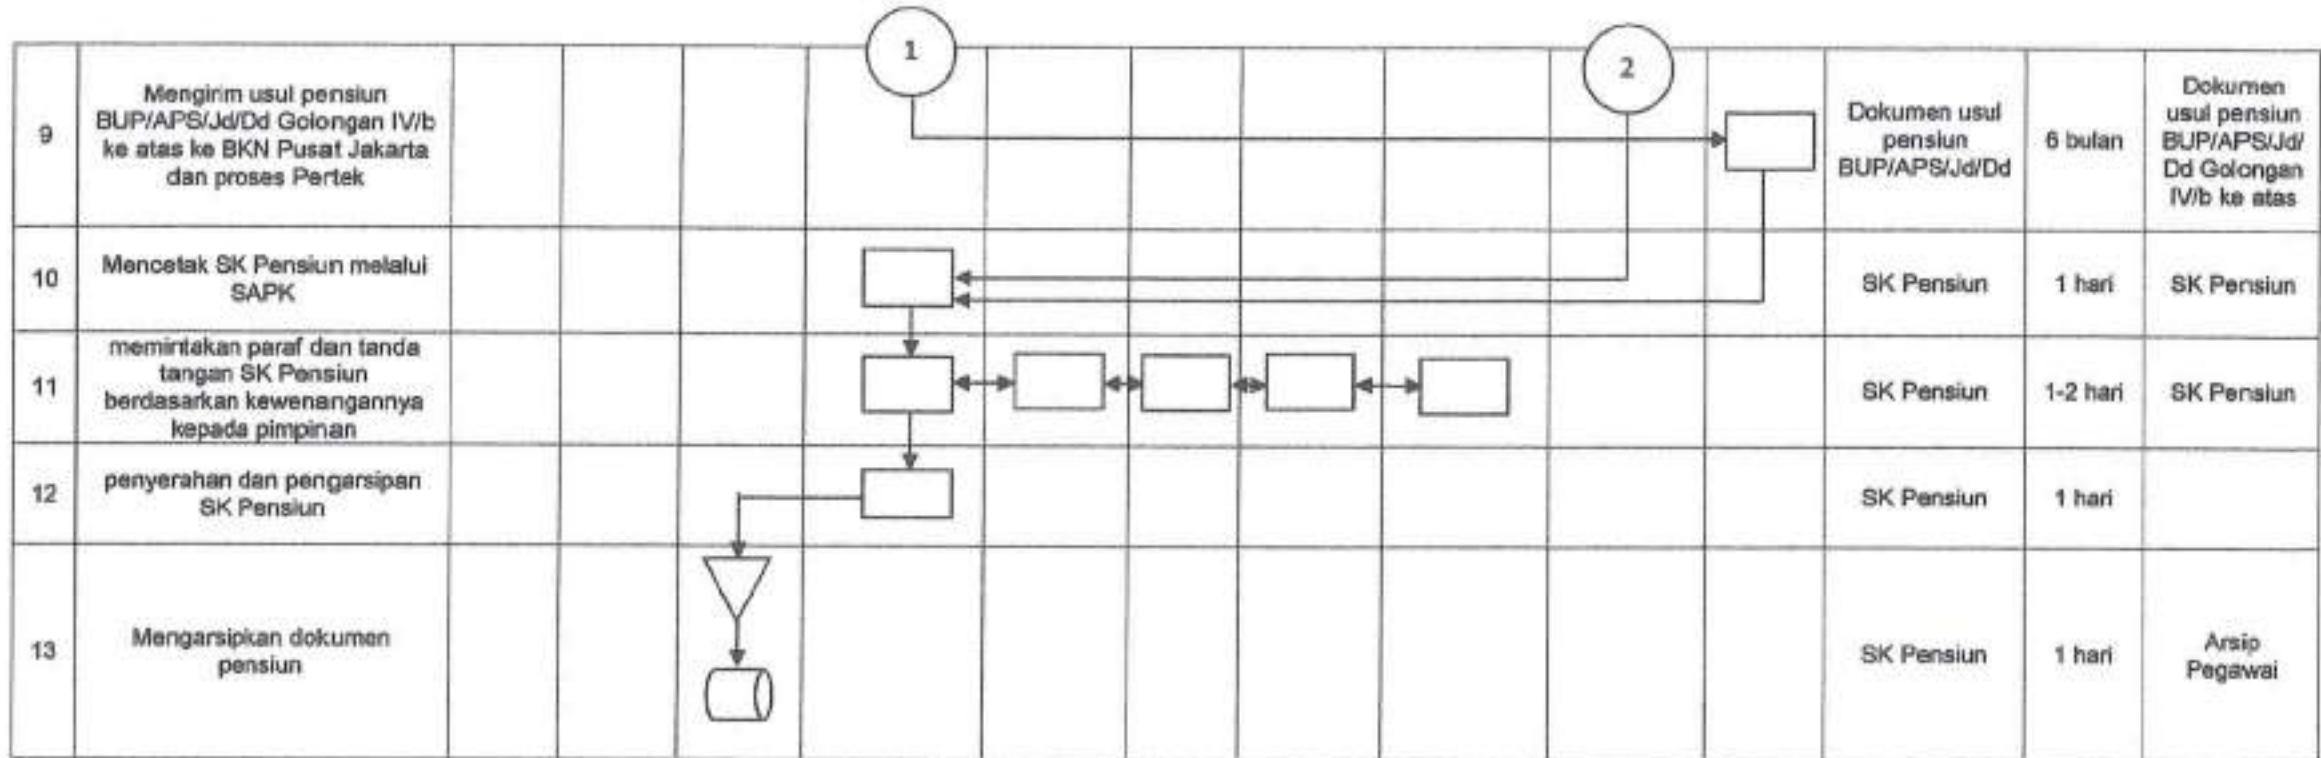 1
2
9
Mengirim usul pensiun
BUP/APS/Jd/Dd Golongan IV/b
ke atas ke BKN Pusat Jakarta
dan proses Pertek
Dokumen usul
pensiun
BUP/APS/Jd/Dd
6 bulan
Dokumen
usul pensiun
BUP/APS/Jd/
Dd Golongan
IV/b ke atas
10
Mencetak SK Pensiun melalui
SAPK
SK Pensiun
1 hari
SK Pensiun
11
memintakan paraf dan tanda
tangan SK Pensiun
berdasarkan kewenangannya
kepada pimpinan
SK Pensiun
1-2 hari
SK Pensiun
12
penyerahan dan pengarsipan
SK Pensiun
SK Pensiun
1 hari
13
Mengarsipkan dokumen
pensiun
SK Pensiun
1 hari
Arsip
Pegawai